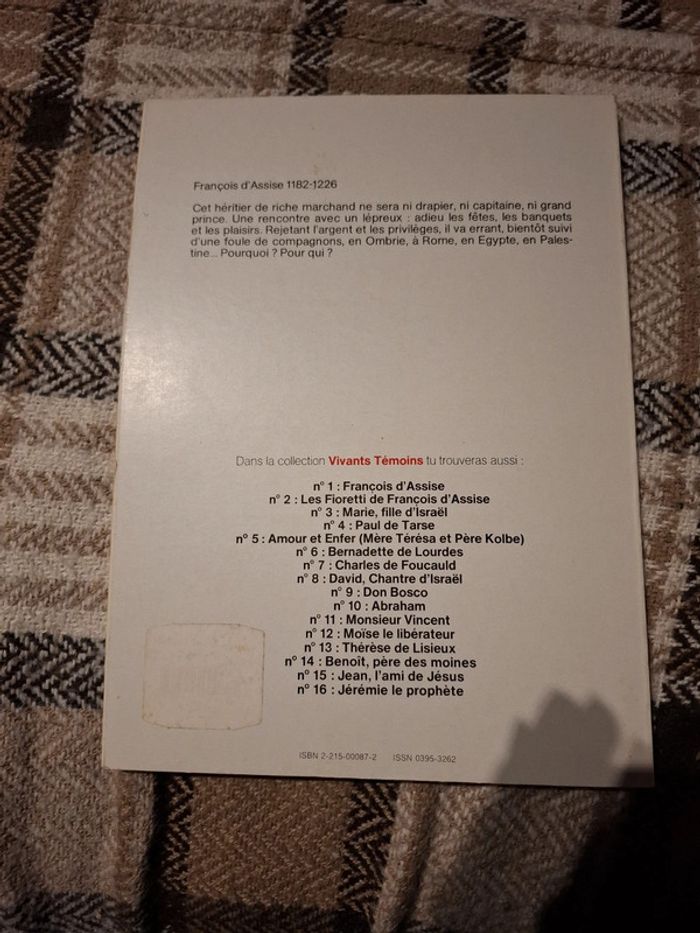 François d'Assise 1182-1226
Cet héritier de riche marchand ne sera ni drapier, ni capitaine, ni grand
prince. Une rencontre avec un lépreux : adieu les fêtes, les banquets
et les plaisirs. Rejetant l'argent et les privilèges, il va errant, bientôt suivi
d'une foule de compagnons, en Ombrie, à Rome, en Egypte, en Pales-
tine... Pourquoi ? Pour qui ?
Dans la collection Vivants Témoins tu trouveras aussi :
n° 1 : François d'Assise
n° 2 : Les Fioretti de François d'Assise
n° 3 : Marie, fille d'Israël
n° 4 : Paul de Tarse
n° 5 : Amour et Enfer (Mère Térésa et Père Kolbe)
n° 6 : Bernadette de Lourdes
n° 7 : Charles de Foucauld
n° 8 : David, Chantre d'Israël
n° 9 : Don Bosco
n° 10 : Abraham
n° 11 : Monsieur Vincent
n° 12 : Moïse le libérateur
n° 13 : Thérèse de Lisieux
n° 14 : Benoît, père des moines
n° 15 : Jean, l'ami de Jésus
n° 16 : Jérémie le prophète
ISBN 2-215-00087-2 ISSN 0395-3262